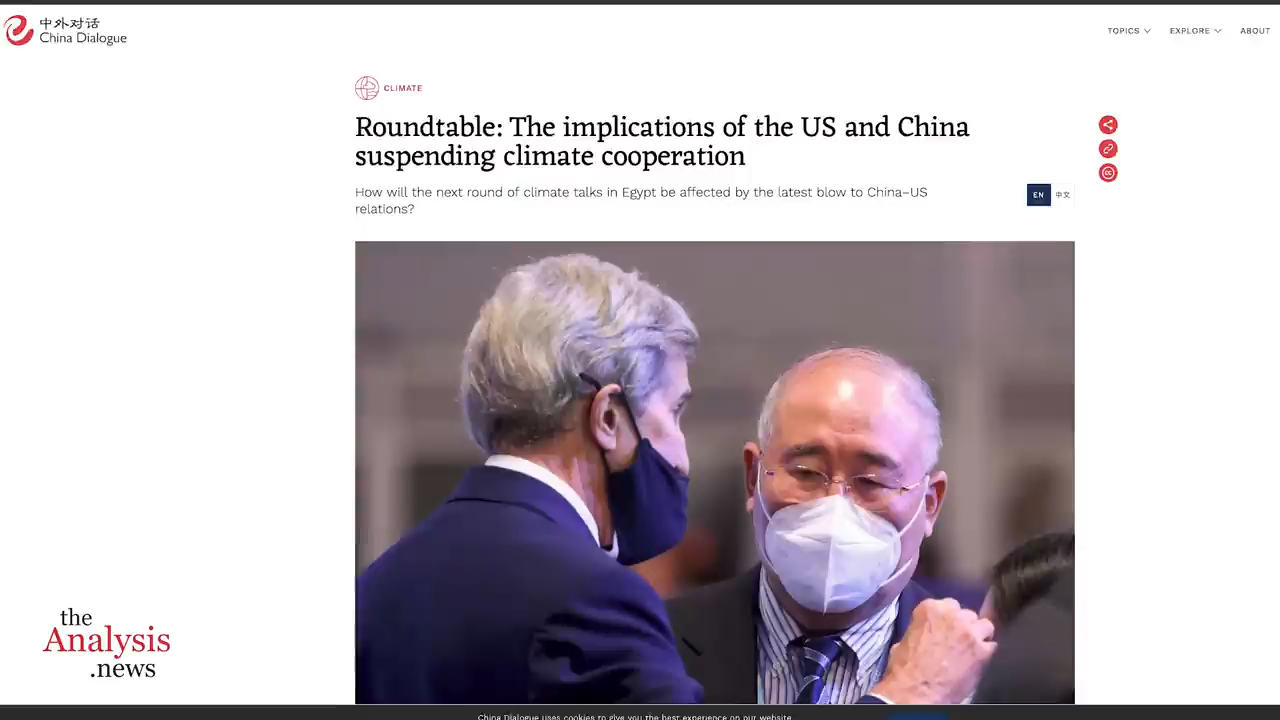 中外对话
China Dialogue
TOPICS
EXPLORE
ABOUT
CLIMATE
Roundtable: The implications of the US and China
suspending climate cooperation
How will the next round of climate talks in Egypt be affected by the latest blow to China–US
relations?
EN
中文
the
Analysis
.news
China Dialogue uses cookies to give you the best experience on our website.